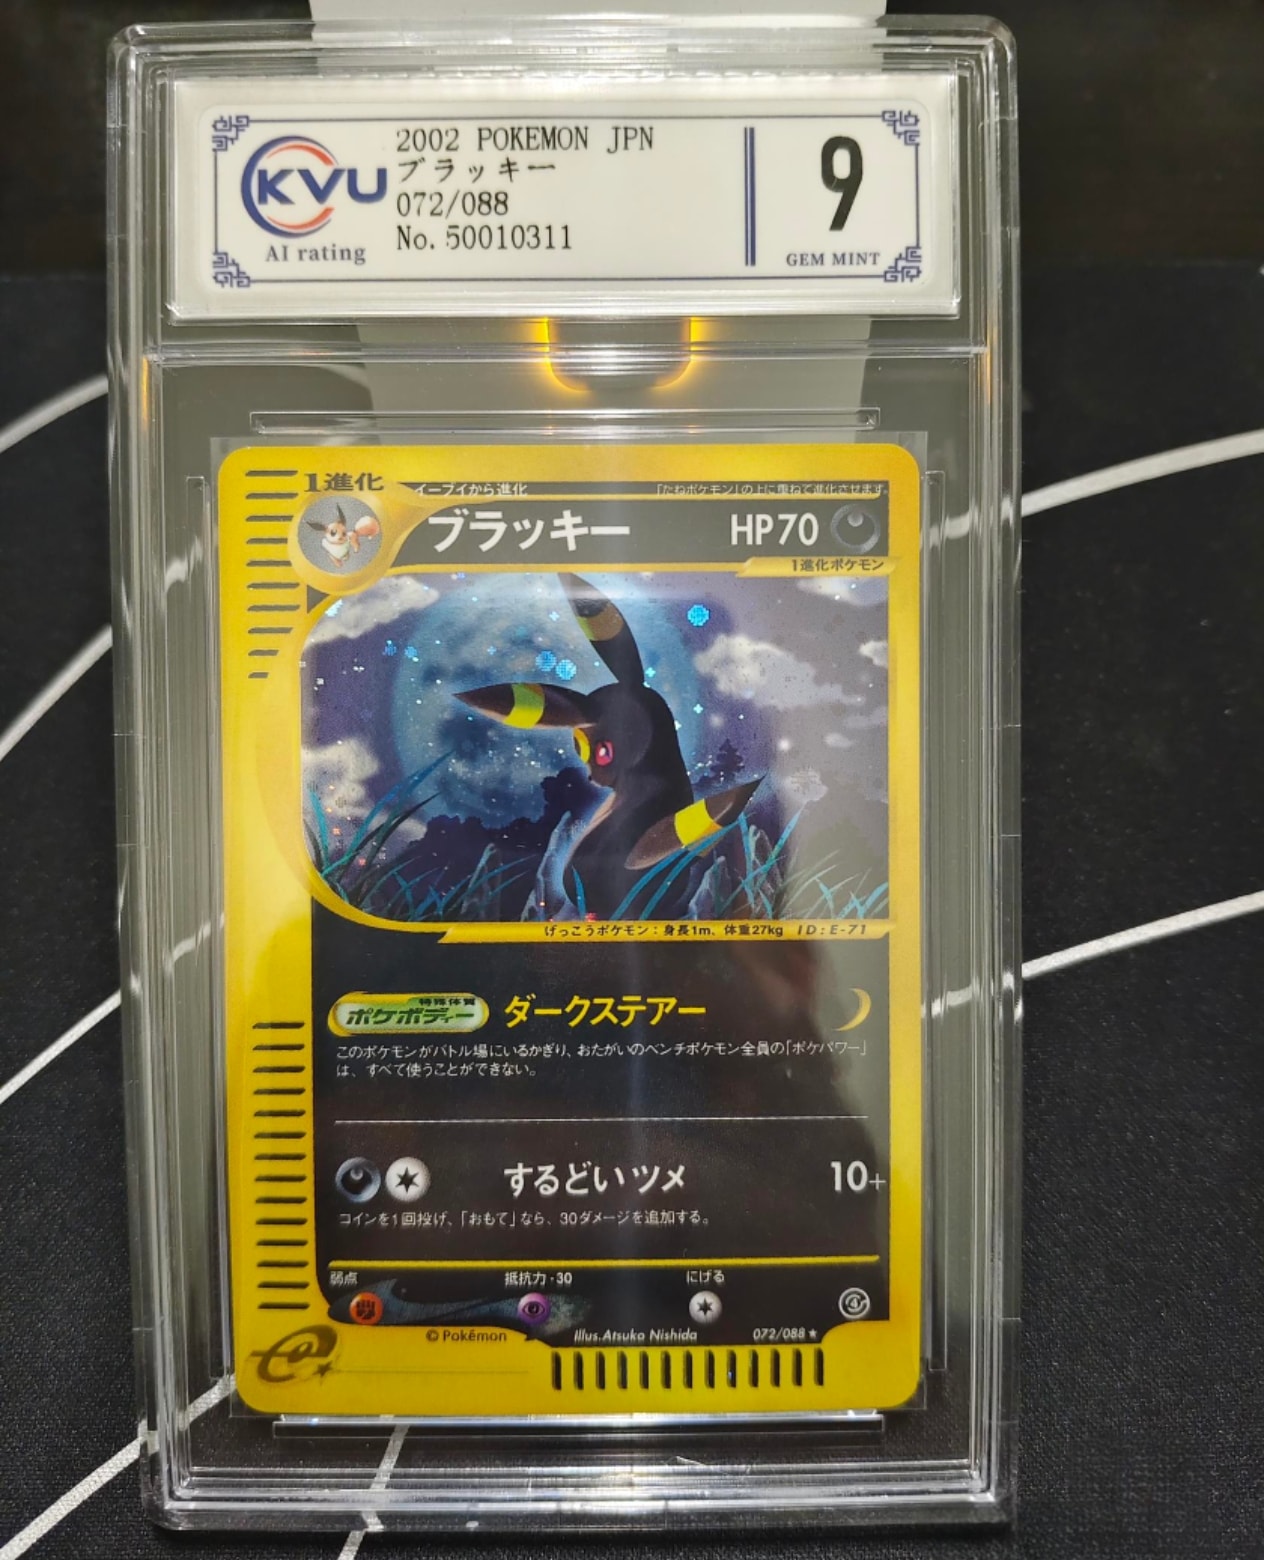 2002 POKEMON JPN
ブラッキー
072/088
No. 50010311
KVU
AI rating
9
GEM MINT
1進化
イーブイから進化
「たねポケモン」の上に重ねて進化させます。
ブラッキー HP70
1進化ポケモン
げっこうポケモン：身長1m、体重27kg ID:E-71
特殊体質
ポケボディー ダークステアー
このポケモンがバトル場にいるかぎり、おたがいのベンチポケモン全員の「ポケパワー」
は、すべて使うことができない。
するどいツメ 10+
コインを1回投げ、「おもて」なら、30ダメージを追加する。
弱点 抵抗力-30 にげる
© Pokémon Illus.Atsuko Nishida 072/088★
e